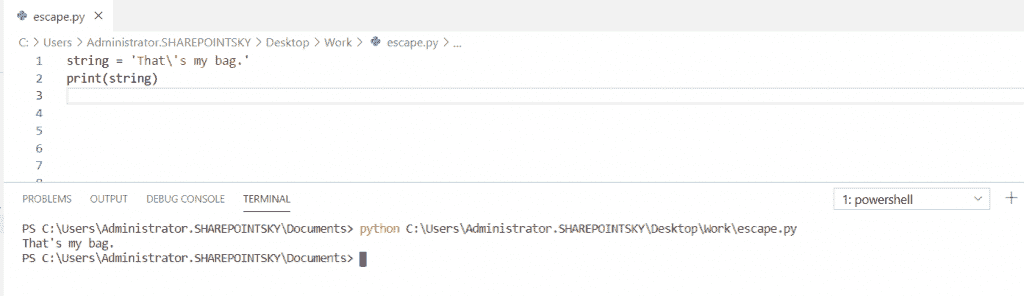 escape.py ×
C: > Users > Administrator.SHAREPOINTSKY > Desktop > Work > escape.py > ...
1 string = 'That\'s my bag.'
2 print(string)
3
4
5
6
7
PROBLEMS OUTPUT DEBUG CONSOLE TERMINAL 1: powershell
PS C:\Users\Administrator.SHAREPOINTSKY\Documents> python C:\Users\Administrator.SHAREPOINTSKY\Desktop\Work\escape.py
That's my bag.
PS C:\Users\Administrator.SHAREPOINTSKY\Documents>